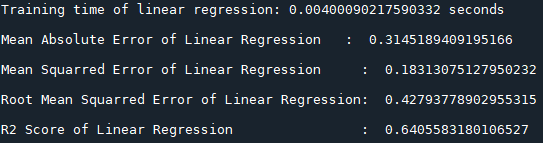 Training time of linear regression: 0.00400090217590332 seconds
Mean Absolute Error of Linear Regression   :  0.3145189409195166
Mean Squarred Error of Linear Regression     :  0.18313075127950232
Root Mean Squarred Error of Linear Regression:  0.42793778902955315
R2 Score of Linear Regression                :  0.6405583180106527